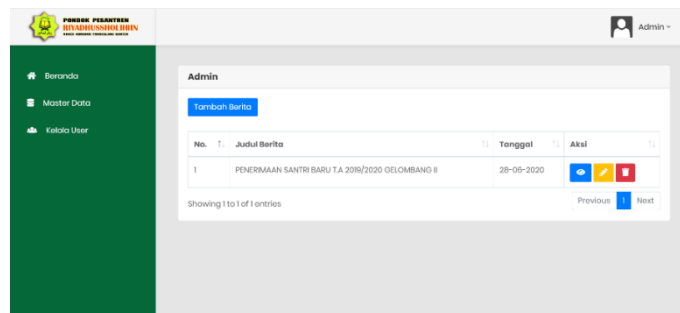 PONDOK PESANTREN
RIYADHUSSHOLIHIN
Admin
Beranda
Master Data
Kelola User
Admin
Tambah Berita
No. Judul Berita Tanggal Aksi
1 PENERIMAAN SANTRI BARU T.A 2019/2020 GELOMBANG II 28-06-2020
Showing 1 to 1 of 1 entries
Previous 1 Next